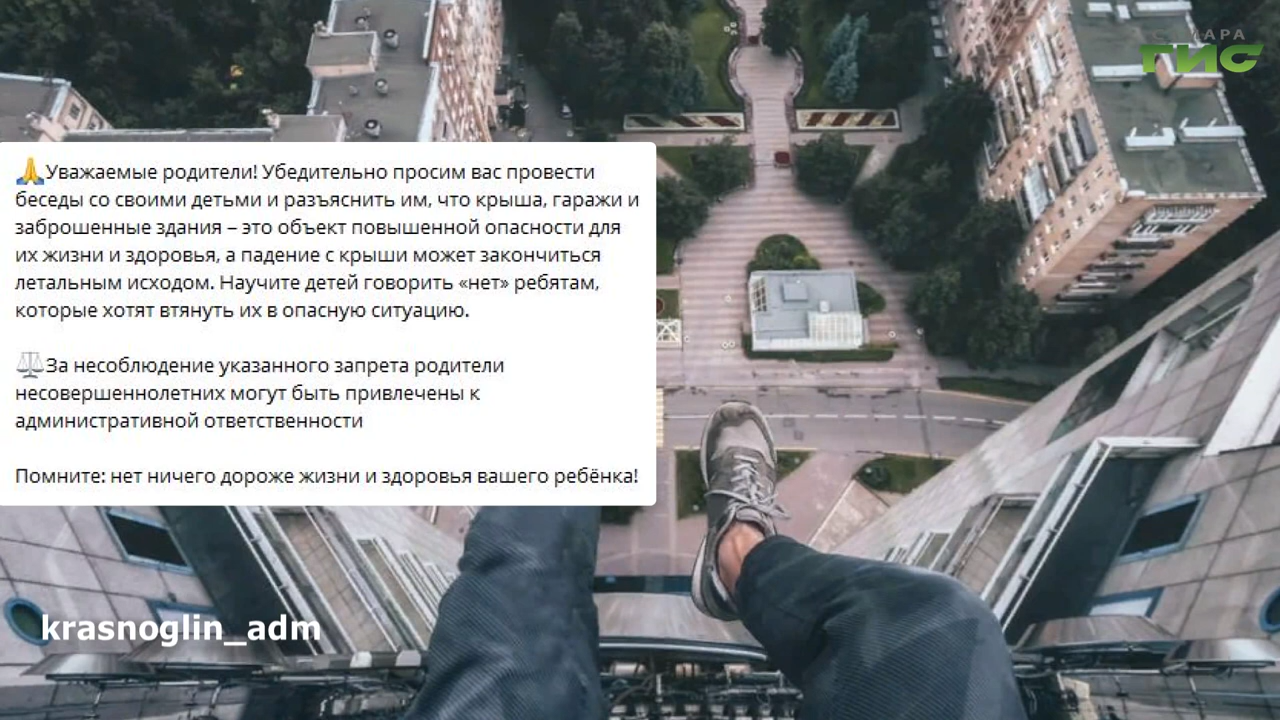 САМАРА
ГИС
🙏Уважаемые родители! Убедительно просим вас провести
беседы со своими детьми и разъяснить им, что крыша, гаражи и
заброшенные здания – это объект повышенной опасности для
их жизни и здоровья, а падение с крыши может закончиться
летальным исходом. Научите детей говорить «нет» ребятам,
которые хотят втянуть их в опасную ситуацию.
⚖️За несоблюдение указанного запрета родители
несовершеннолетних могут быть привлечены к
административной ответственности
Помните: нет ничего дороже жизни и здоровья вашего ребёнка!
krasnoglin_adm